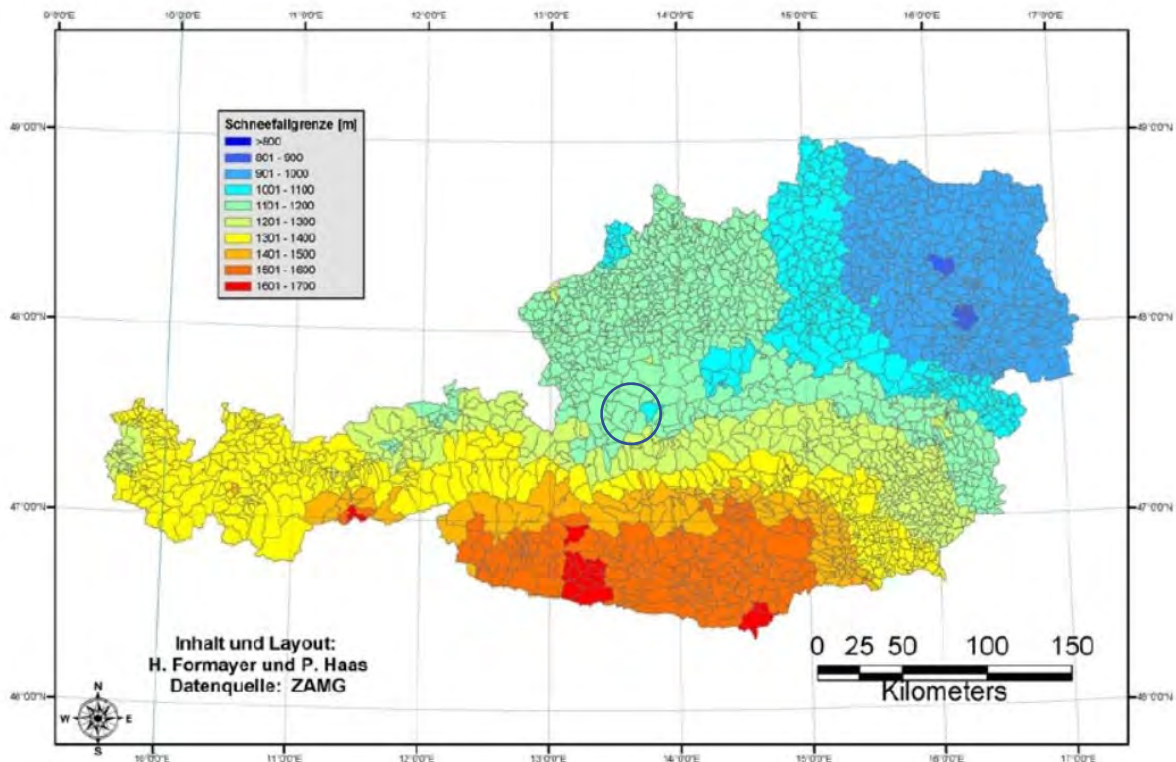 9°0'0"E 10°0'0"E 11°0'0"E 12°0'0"E 13°0'0"E 14°0'0"E 15°0'0"E 16°0'0"E 17°0'0"E
49°0'0"N 49°0'0"N
Schneefallgrenze [m]
>800
801 - 900
901 - 1000
1001 - 1100
1101 - 1200
1201 - 1300
1301 - 1400
1401 - 1500
1501 - 1600
1601 - 1700
48°0'0"N 48°0'0"N
47°0'0"N 47°0'0"N
Inhalt und Layout:
H. Formayer und P. Haas
Datenquelle: ZAMG
0 25 50 100 150
Kilometers
46°0'0"N 46°0'0"N
N
W E
S
10°0'0"E 11°0'0"E 12°0'0"E 13°0'0"E 14°0'0"E 15°0'0"E 16°0'0"E 17°0'0"E